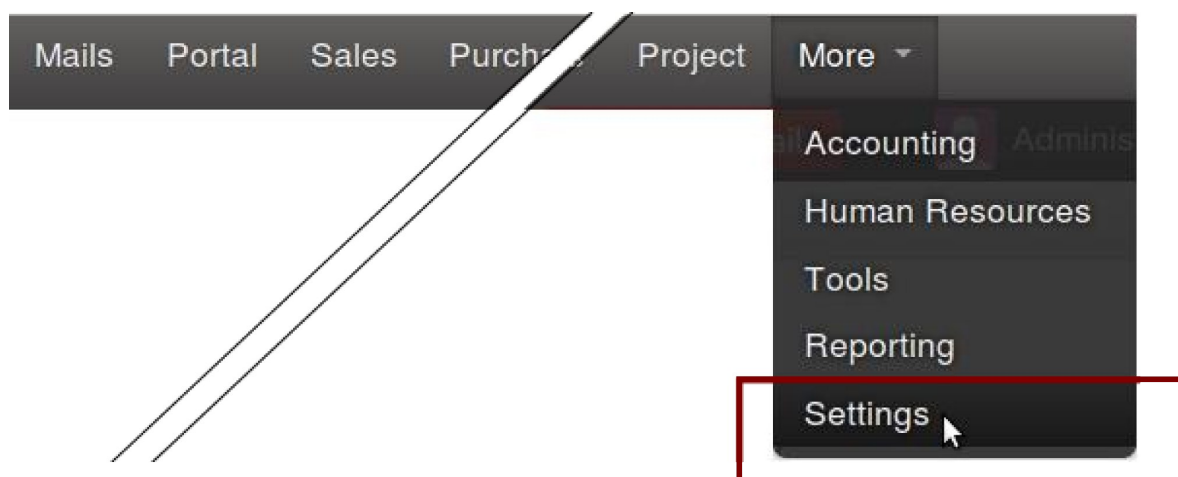 Mails Portal Sales Project More
Accounting
Human Resources
Tools
Reporting
Settings